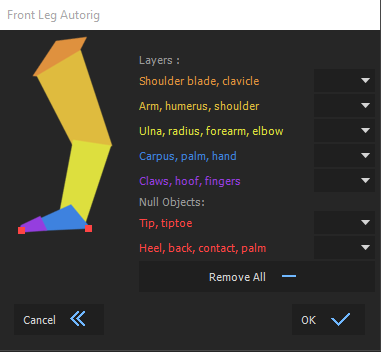 Front Leg Autorig
Layers :
Shoulder blade, clavicle
Arm, humerus, shoulder
Ulna, radius, forearm, elbow
Carpus, palm, hand
Claws, hoof, fingers
Null Objects:
Tip, tiptoe
Heel, back, contact, palm
Remove All
Cancel
OK